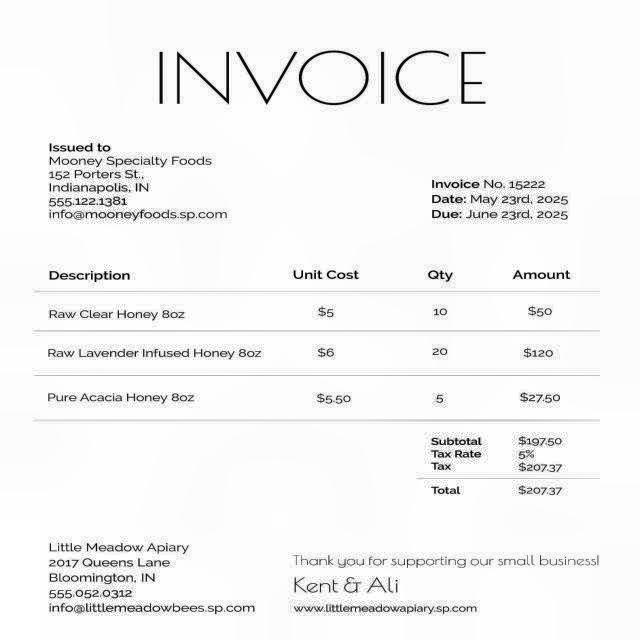 INVOICE
Issued to
Mooney Specialty Foods
152 Porters St.,
Indianapolis, IN
555.122.1381
info@mooneyfoods.sp.com
Invoice No. 15222
Date: May 23rd, 2025
Due: June 23rd, 2025
Description Unit Cost Qty Amount
Raw Clear Honey 8oz $5 10 $50
Raw Lavender Infused Honey 8oz $6 20 $120
Pure Acacia Honey 8oz $5.50 5 $27.50
Subtotal $197.50
Tax Rate 5%
Tax $207.37
Total $207.37
Little Meadow Apiary
2017 Queens Lane
Bloomington, IN
555.052.0312
info@littlemeadowbees.sp.com
Thank you for supporting our small business!
Kent & Ali
www.littlemeadowapiary.sp.com